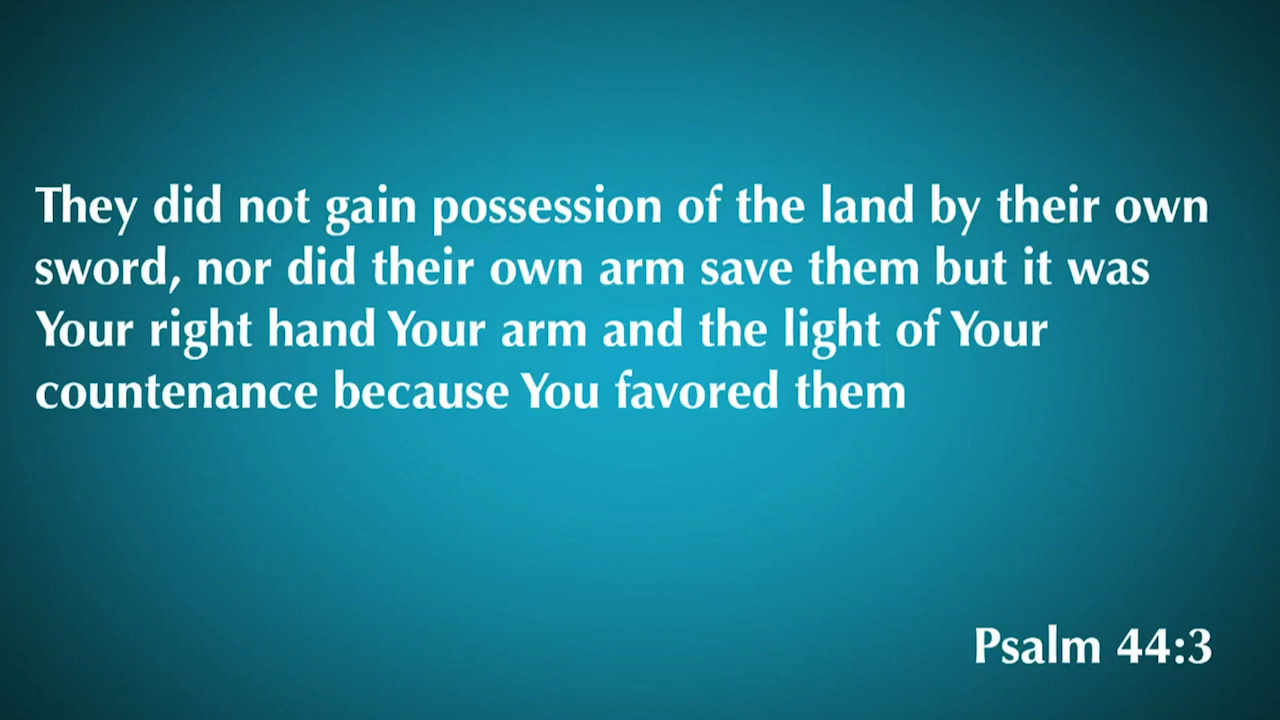 They did not gain possession of the land by their own
sword, nor did their own arm save them but it was
Your right hand Your arm and the light of Your
countenance because You favored them
Psalm 44:3